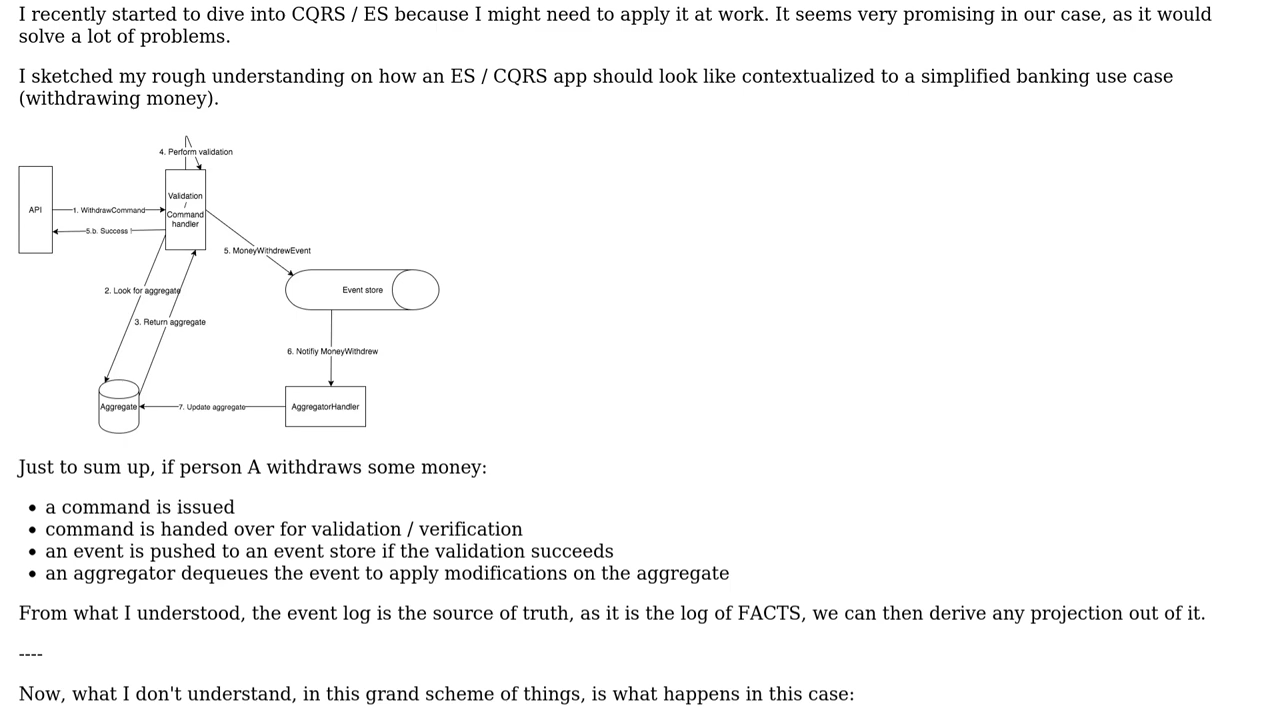 I recently started to dive into CQRS / ES because I might need to apply it at work. It seems very promising in our case, as it would
solve a lot of problems.
I sketched my rough understanding on how an ES / CQRS app should look like contextualized to a simplified banking use case
(withdrawing money).
4. Perform validation
Validation
/
Command
handler
API
1. WithdrawCommand
5.b. Success !
5. MoneyWithdrewEvent
2. Look for aggregate
Event store
3. Return aggregate
6. Notifiy MoneyWithdrew
Aggregate
7. Update aggregate
AggregatorHandler
Just to sum up, if person A withdraws some money:
• a command is issued
• command is handed over for validation / verification
• an event is pushed to an event store if the validation succeeds
• an aggregator dequeues the event to apply modifications on the aggregate
From what I understood, the event log is the source of truth, as it is the log of FACTS, we can then derive any projection out of it.
----
Now, what I don't understand, in this grand scheme of things, is what happens in this case: